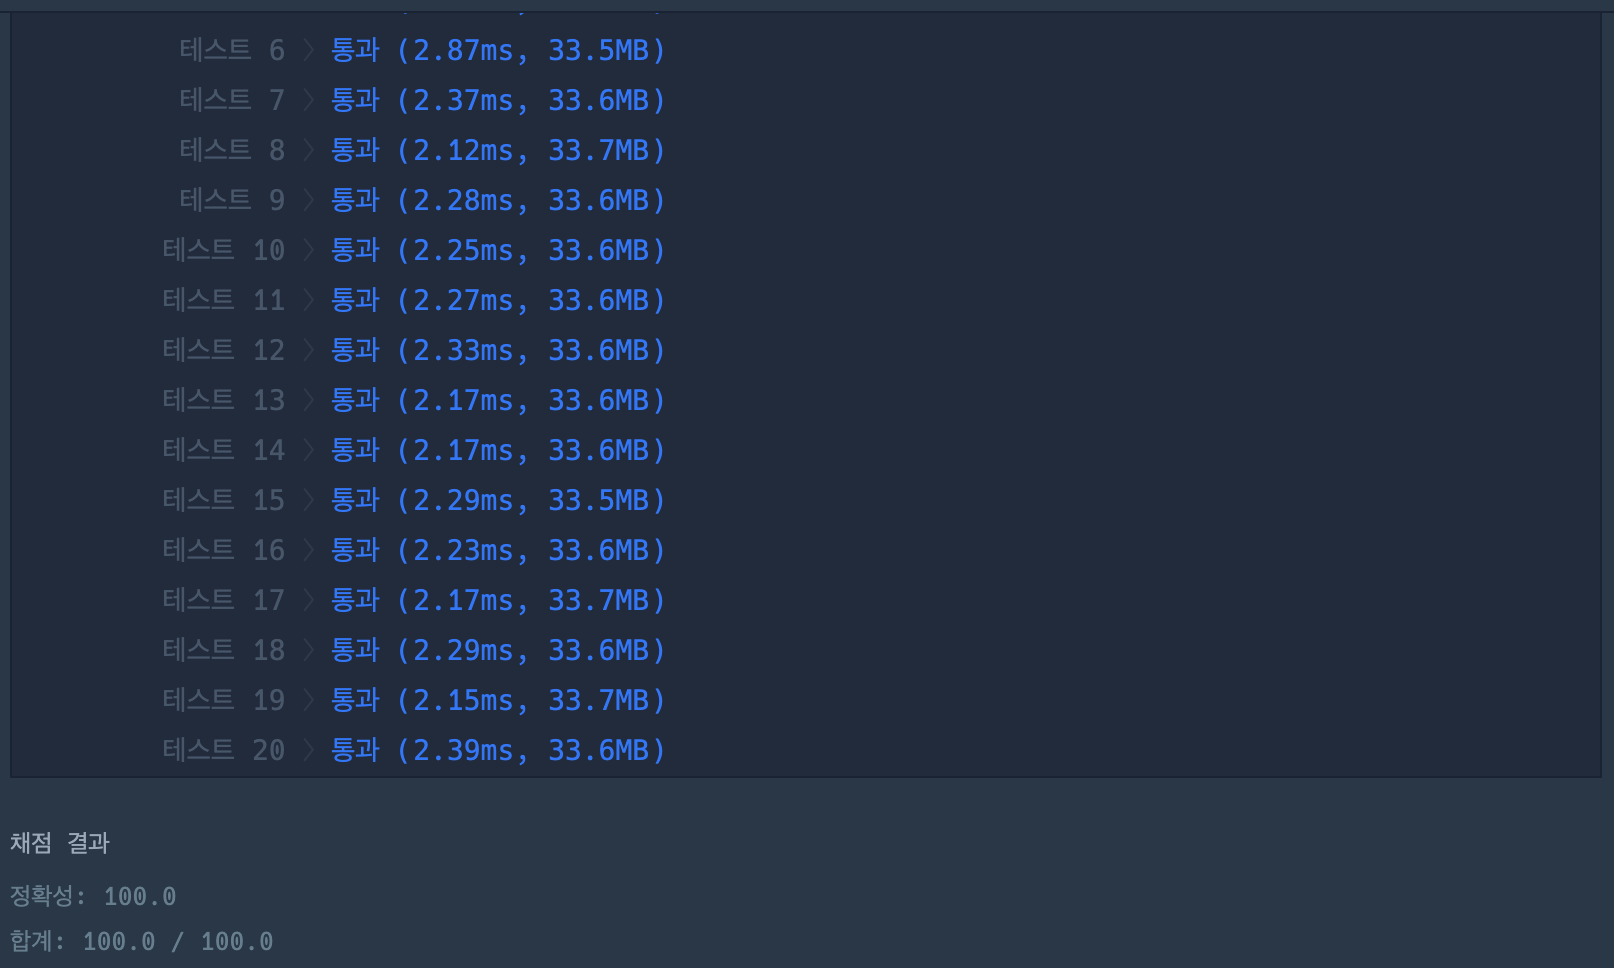 테스트 6 > 통과 (2.87ms, 33.5MB)
테스트 7 > 통과 (2.37ms, 33.6MB)
테스트 8 > 통과 (2.12ms, 33.7MB)
테스트 9 > 통과 (2.28ms, 33.6MB)
테스트 10 > 통과 (2.25ms, 33.6MB)
테스트 11 > 통과 (2.27ms, 33.6MB)
테스트 12 > 통과 (2.33ms, 33.6MB)
테스트 13 > 통과 (2.17ms, 33.6MB)
테스트 14 > 통과 (2.17ms, 33.6MB)
테스트 15 > 통과 (2.29ms, 33.5MB)
테스트 16 > 통과 (2.23ms, 33.6MB)
테스트 17 > 통과 (2.17ms, 33.7MB)
테스트 18 > 통과 (2.29ms, 33.6MB)
테스트 19 > 통과 (2.15ms, 33.7MB)
테스트 20 > 통과 (2.39ms, 33.6MB)
채점 결과
정확성: 100.0
합계: 100.0 / 100.0